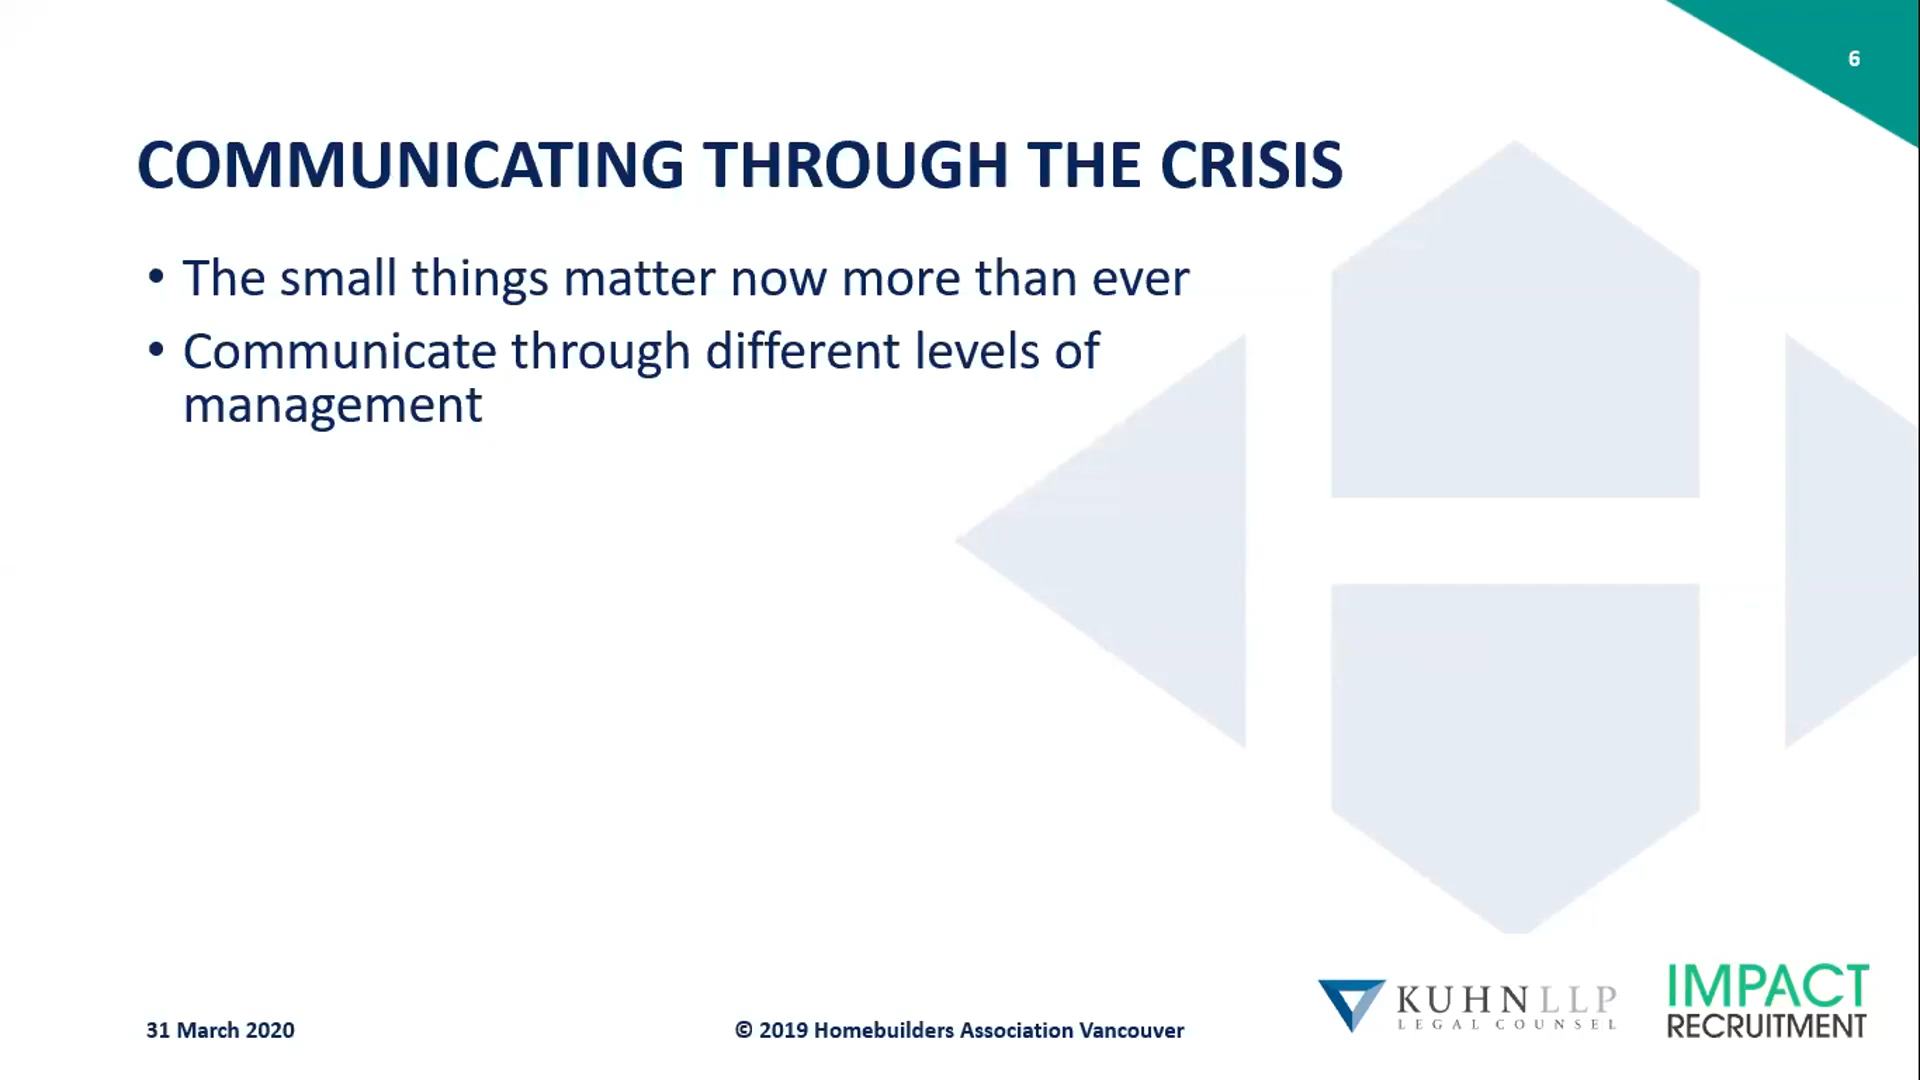 6
COMMUNICATING THROUGH THE CRISIS
• The small things matter now more than ever
• Communicate through different levels of
management
31 March 2020
© 2019 Homebuilders Association Vancouver
KUHN LLP
LEGAL COUNSEL
IMPACT
RECRUITMENT